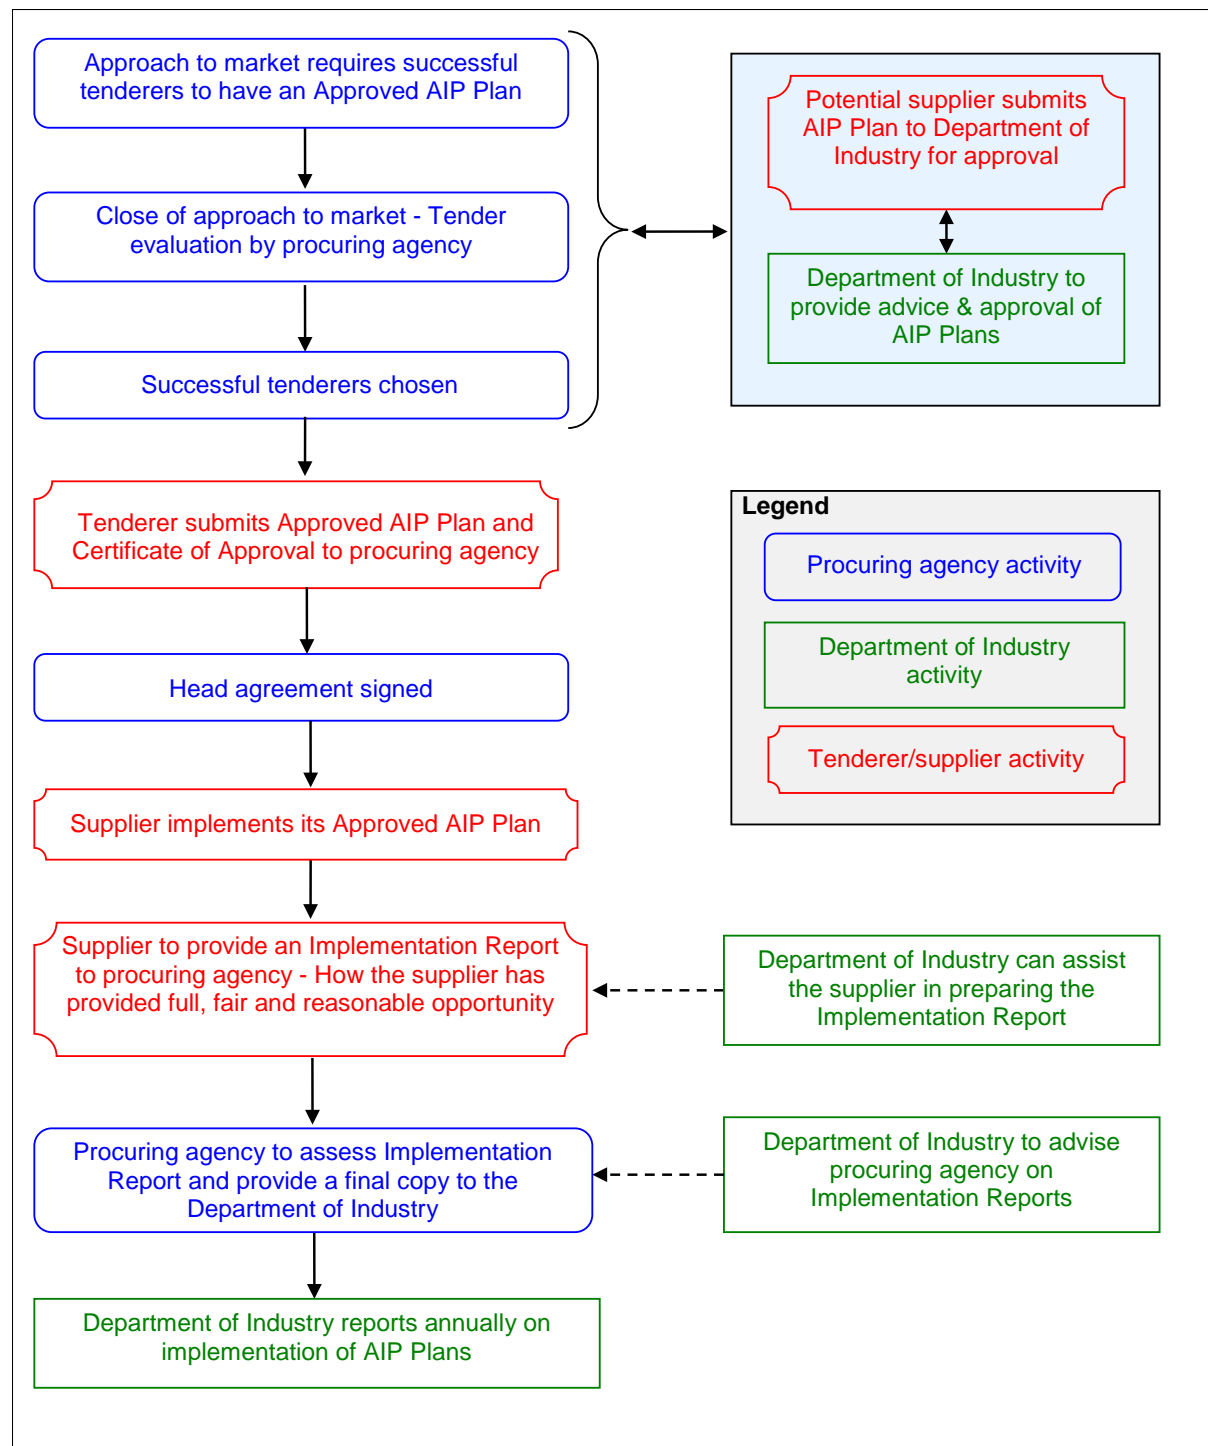 Approach to market requires successful
tenderers to have an Approved AIP Plan
Close of approach to market - Tender
evaluation by procuring agency
Successful tenderers chosen
Potential supplier submits
AIP Plan to Department of
Industry for approval
Department of Industry to
provide advice & approval of
AIP Plans
Tenderer submits Approved AIP Plan and
Certificate of Approval to procuring agency
Head agreement signed
Supplier implements its Approved AIP Plan
Legend
Procuring agency activity
Department of Industry
activity
Tenderer/supplier activity
Supplier to provide an Implementation Report
to procuring agency - How the supplier has
provided full, fair and reasonable opportunity
Department of Industry can assist
the supplier in preparing the
Implementation Report
Procuring agency to assess Implementation
Report and provide a final copy to the
Department of Industry
Department of Industry to advise
procuring agency on
Implementation Reports
Department of Industry reports annually on
implementation of AIP Plans